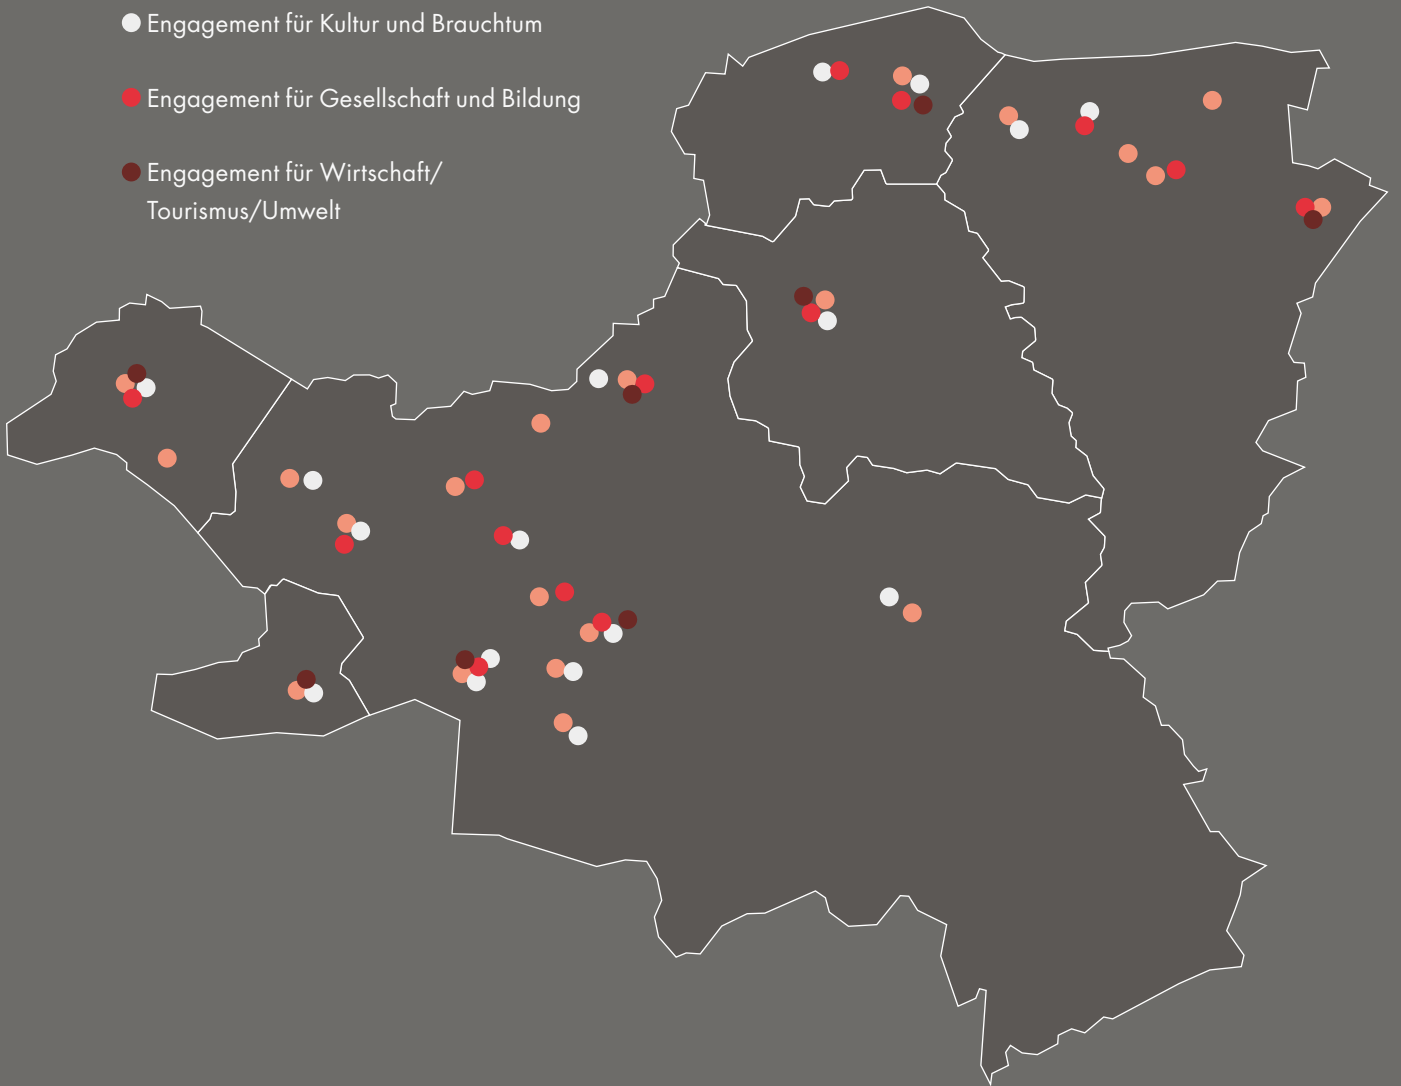 Engagement für Kultur und Brauchtum
Engagement für Gesellschaft und Bildung
Engagement für Wirtschaft/
Tourismus/Umwelt